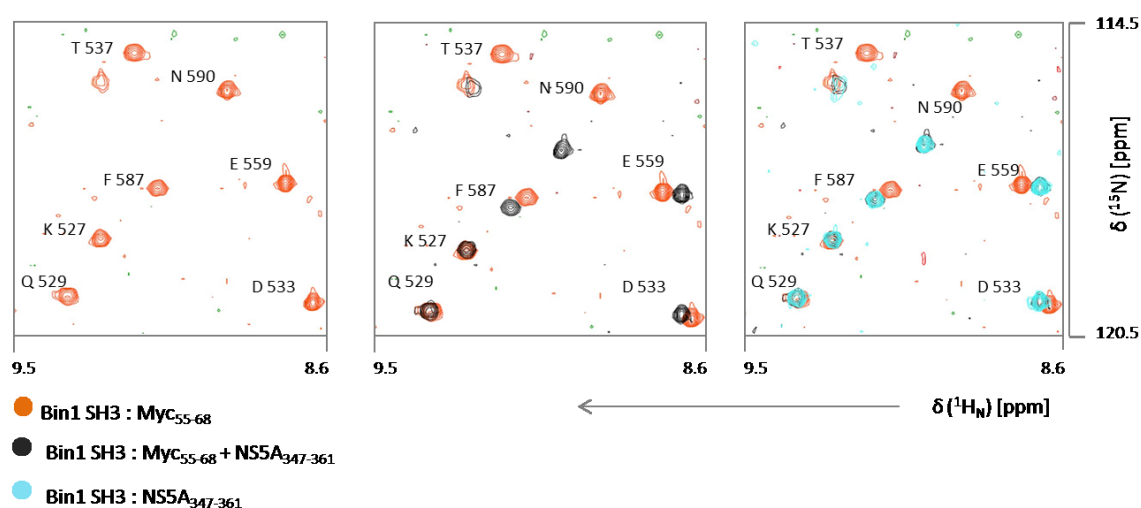 T 537
N 590
E 559
F 587
K 527
Q 529
D 533
9.5
8.6
T 537
N 590
E 559
F 587
K 527
Q 529
D 533
9.5
8.6
T 537
N 590
E 559
F 587
K 527
Q 529
D 533
9.5
8.6
114.5
δ (¹⁵N) [ppm]
120.5
δ (¹H_N) [ppm]
Bin1 SH3 : Myc₅₅₋₆₈
Bin1 SH3 : Myc₅₅₋₆₈ + NS5A₃₄₇₋₃₆₁
Bin1 SH3 : NS5A₃₄₇₋₃₆₁